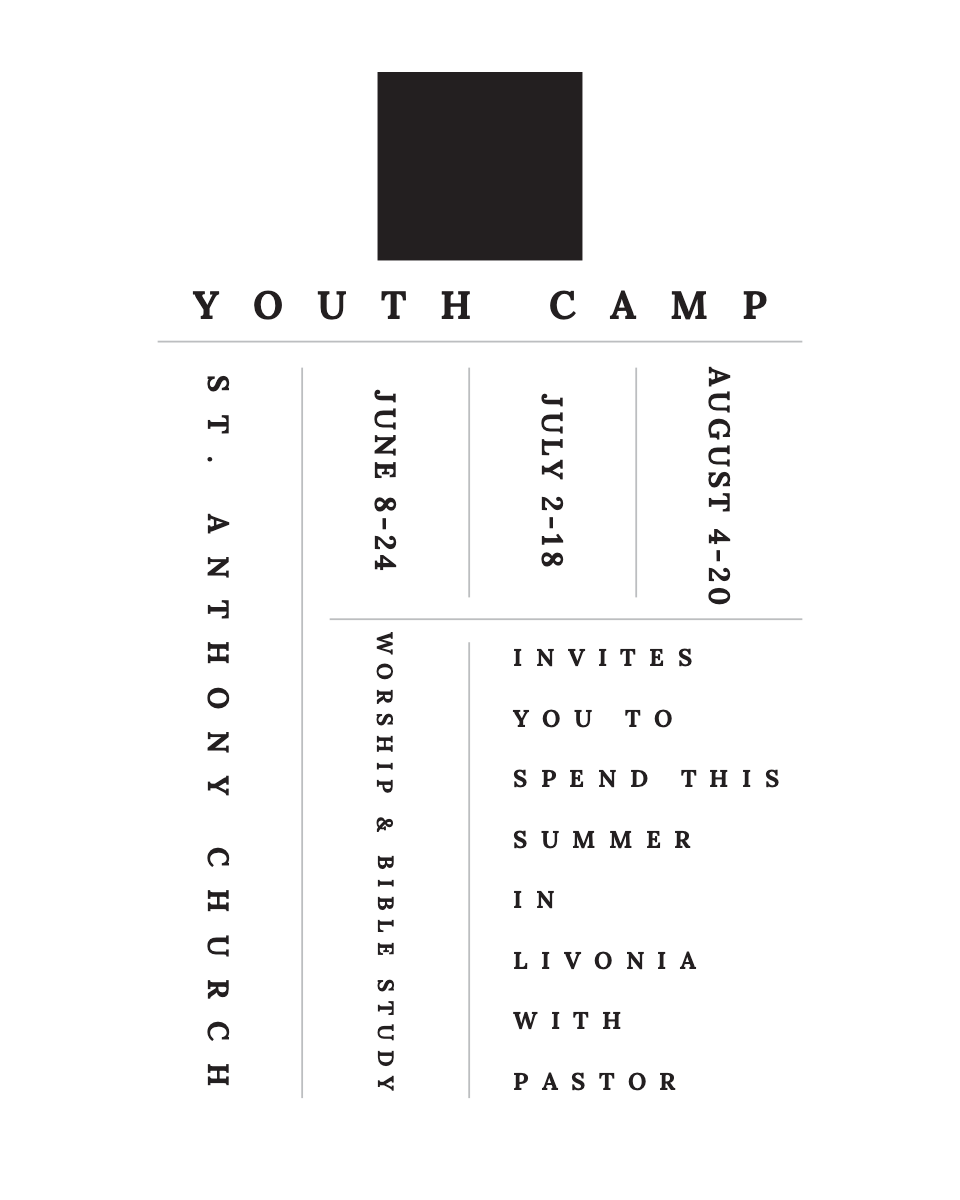 YOUTH CAMP
ST. ANTHONY CHURCH
JUNE 8-24
JULY 2-18
AUGUST 4-20
WORSHIP & BIBLE STUDY
INVITES
YOU TO
SPEND THIS
SUMMER
IN
LIVONIA
WITH
PASTOR